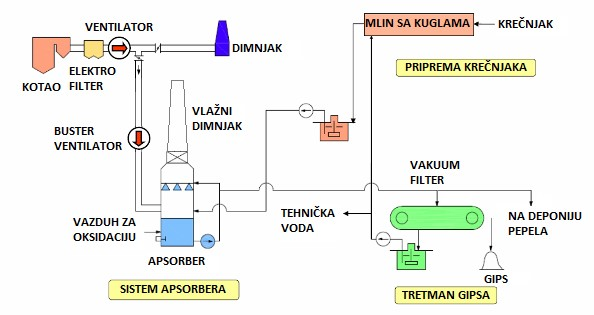 VENTILATOR
DIMNJAK
KOTAO
ELEKTRO
FILTER
MLIN SA KUGLAMA
KREČNJAK
PRIPREMA KREČNJAKA
VLAŽNI
DIMNJAK
BUSTER
VENTILATOR
VAKUUM
FILTER
VAZDUH ZA
OKSIDACIJU
TEHNIČKA
VODA
NA DEPONIJU
PEPELA
APSORBER
GIPS
SISTEM APSORBERA
TRETMAN GIPSA